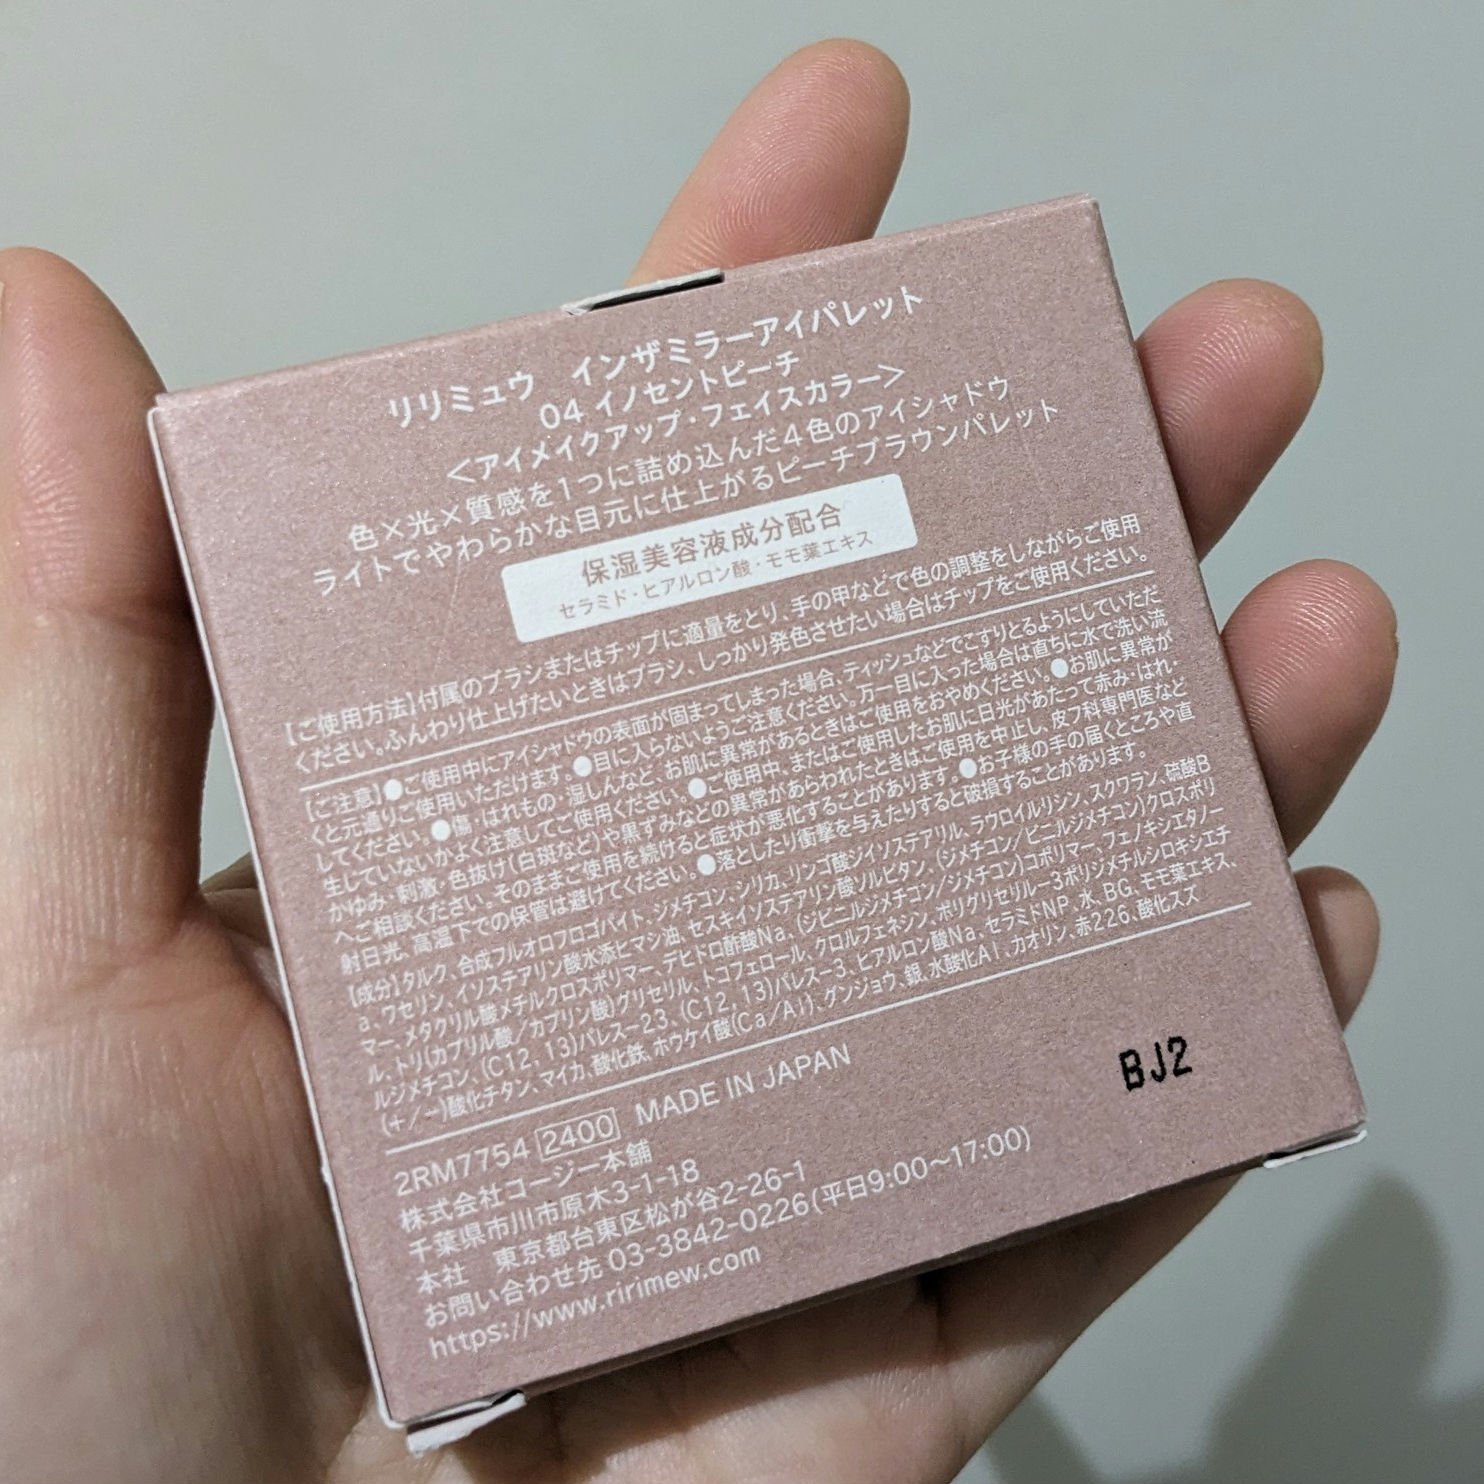 リリミュウ　インザミラーアイパレット
04 イノセントピーチ
＜アイメイクアップ・フェイスカラー＞
色×光×質感を1つに詰め込んだ4色のアイシャドウ
ライトでやわらかな目元に仕上がるピーチブラウンパレット
保湿美容液成分配合
セラミド・ヒアルロン酸・モモ葉エキス
【ご使用方法】付属のブラシまたはチップに適量をとり、手の甲などで色の調整をしながらご使用
ください。ふんわり仕上げたいときはブラシ、しっかり発色させたい場合はチップをご使用ください。
【ご注意】●ご使用中にアイシャドウの表面が固まってしまった場合、ティッシュなどでこすりとるようにしていただ
くと元通りご使用いただけます。●目に入らないようご注意ください。万一目に入った場合は直ちに水で洗い流
してください。●傷・はれもの・湿しんなど、お肌に異常があるときはご使用をおやめください。●お肌に異常が
生じていないかよく注意してご使用ください。●ご使用中、またはご使用したお肌に日光があたって赤み・はれ・
かゆみ・刺激・色抜け(白斑など)や黒ずみなどの異常があらわれたときはご使用を中止し、皮フ科専門医など
へご相談ください。そのままご使用を続けると症状が悪化することがあります。●お子様の手の届くところや直
射日光、高温下での保管は避けてください。●落としたり衝撃を与えたりすると破損することがあります。
【成分】タルク、合成フルオロフロゴパイト、ジメチコン、シリカ、リンゴ酸ジイソステアリル、ラウロイルリシン、スクワラン、硫酸B
a、ワセリン、イソステアリン酸水添ヒマシ油、セスキイソステアリン酸ソルビタン、(ジメチコン/ビニルジメチコン)クロスポリ
マー、メタクリル酸メチルクロスポリマー、デヒドロ酢酸Na、(ジビニルジメチコン/ジメチコン)コポリマー、フェノキシエタノー
ル、トリ(カプリル酸/カプリン酸)グリセリル、トコフェロール、クロルフェネシン、ポリグリセリル-3ポリジメチルシロキシエチ
ルジメチコン、(C12,13)パレス-23、(C12,13)パレス-3、ヒアルロン酸Na、セラミドNP、水、BG、モモ葉エキス、
(+/-)酸化チタン、マイカ、酸化鉄、ホウケイ酸(Ca/Al)、グンジョウ、銀、水酸化Al、カオリン、赤226、酸化スズ
2RM7754 2400 MADE IN JAPAN
BJ2
株式会社コージー本舗
千葉県市川市原木3-1-18
本社　東京都台東区松が谷2-26-1
お問い合わせ先 03-3842-0226(平日9:00〜17:00)
https://www.ririmew.com